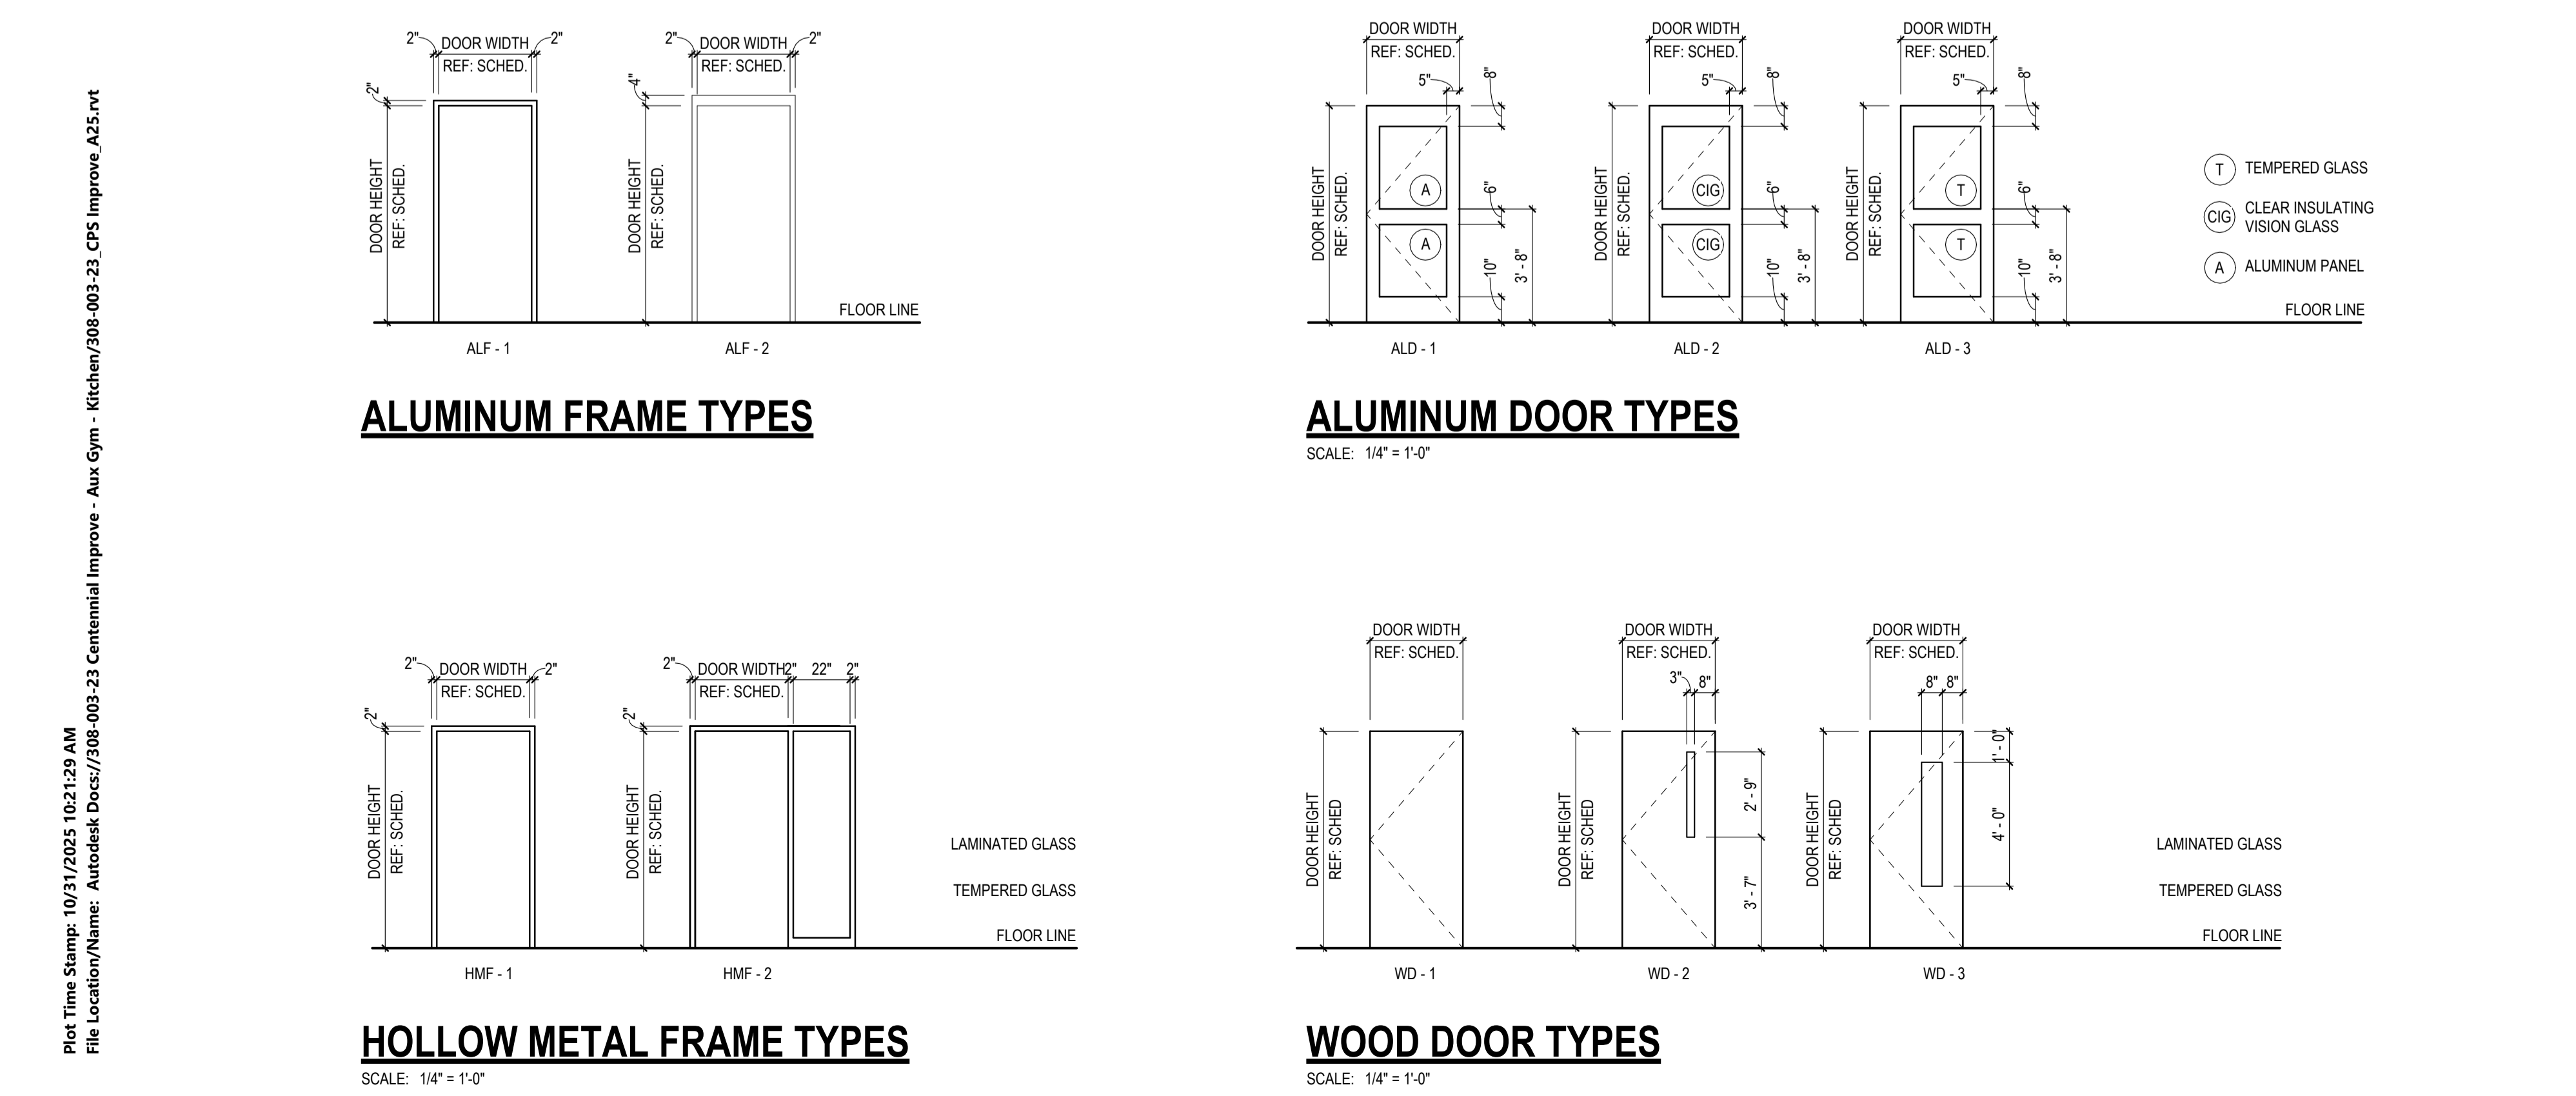 Plot Time Stamp: 10/31/2025 10:21:29 AM
File Location/Name: Autodesk Docs://308-003-23 Centennial Improve - Aux Gym - Kitchen/308-003-23_CPS Improve_A25.rvt
2" DOOR WIDTH 2"
REF: SCHED.
2"
DOOR HEIGHT
REF: SCHED.
ALF - 1
2" DOOR WIDTH 2"
REF: SCHED.
4"
DOOR HEIGHT
REF: SCHED.
ALF - 2
FLOOR LINE
ALUMINUM FRAME TYPES
DOOR WIDTH
REF: SCHED.
5"
8"
DOOR HEIGHT
REF: SCHED.
A
6"
A
10"
3' - 8"
ALD - 1
DOOR WIDTH
REF: SCHED.
5"
8"
DOOR HEIGHT
REF: SCHED.
CIG
6"
CIG
10"
3' - 8"
ALD - 2
DOOR WIDTH
REF: SCHED.
5"
8"
DOOR HEIGHT
REF: SCHED.
T
6"
T
10"
3' - 8"
ALD - 3
T TEMPERED GLASS
CIG CLEAR INSULATING
VISION GLASS
A ALUMINUM PANEL
FLOOR LINE
ALUMINUM DOOR TYPES
SCALE: 1/4" = 1'-0"
2" DOOR WIDTH 2"
REF: SCHED.
2"
DOOR HEIGHT
REF: SCHED.
HMF - 1
2" DOOR WIDTH 2" 22" 2"
REF: SCHED.
2"
DOOR HEIGHT
REF: SCHED.
HMF - 2
LAMINATED GLASS
TEMPERED GLASS
FLOOR LINE
HOLLOW METAL FRAME TYPES
SCALE: 1/4" = 1'-0"
DOOR WIDTH
REF: SCHED.
DOOR HEIGHT
REF: SCHED
WD - 1
DOOR WIDTH
REF: SCHED.
3" 8"
DOOR HEIGHT
REF: SCHED
2' - 9"
3' - 7"
WD - 2
DOOR WIDTH
REF: SCHED.
8" 8"
DOOR HEIGHT
REF: SCHED
1' - 0"
4' - 0"
WD - 3
LAMINATED GLASS
TEMPERED GLASS
FLOOR LINE
WOOD DOOR TYPES
SCALE: 1/4" = 1'-0"